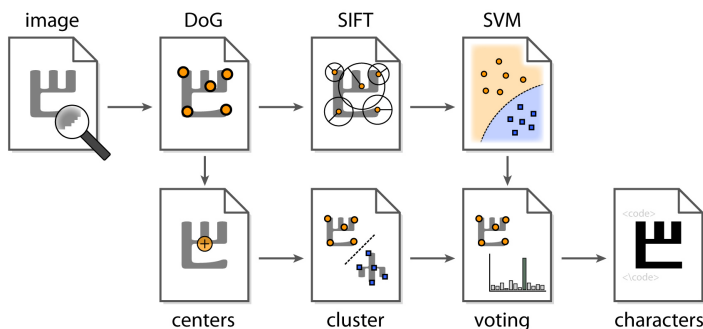 image
DoG
SIFT
SVM
centers
cluster
voting
<code>
<\code>
characters